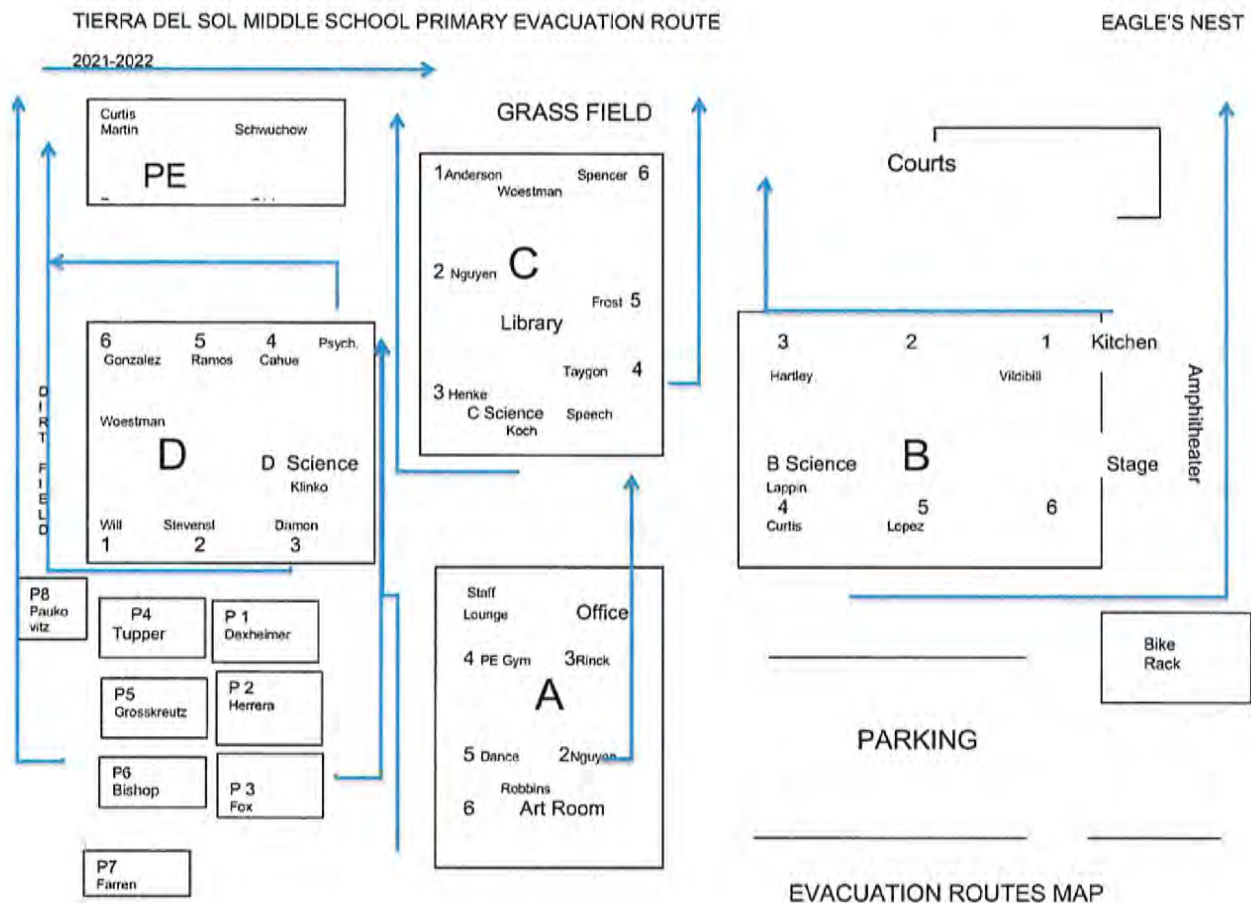 TIERRA DEL SOL MIDDLE SCHOOL PRIMARY EVACUATION ROUTE
EAGLE'S NEST
2021-2022
Curtis
Martin
Schwuchow
PE
GRASS FIELD
Courts
1 Anderson
Spencer 6
Woestman
2 Nguyen
C
Frost 5
Library
Taygon 4
3 Henke
C Science
Speech
Koch
6
5
4
Psych.
Gonzalez
Ramos
Cahue
DIRT FIELD
Woestman
D
D Science
Klinko
Will
Stevensl
Damon
1
2
3
3
2
1
Kitchen
Hartley
Vildibill
Amphitheater
B Science
B
Stage
Lappin
4
5
6
Curtis
Lopez
P8
Pauko
vitz
P4
Tupper
P 1
Dexheimer
P5
Grosskreutz
P 2
Herrera
P6
Bishop
P 3
Fox
P7
Farren
Staff
Lounge
Office
4 PE Gym
3Rinck
A
5 Dance
2Nguyen
Robbins
6
Art Room
Bike
Rack
PARKING
EVACUATION ROUTES MAP